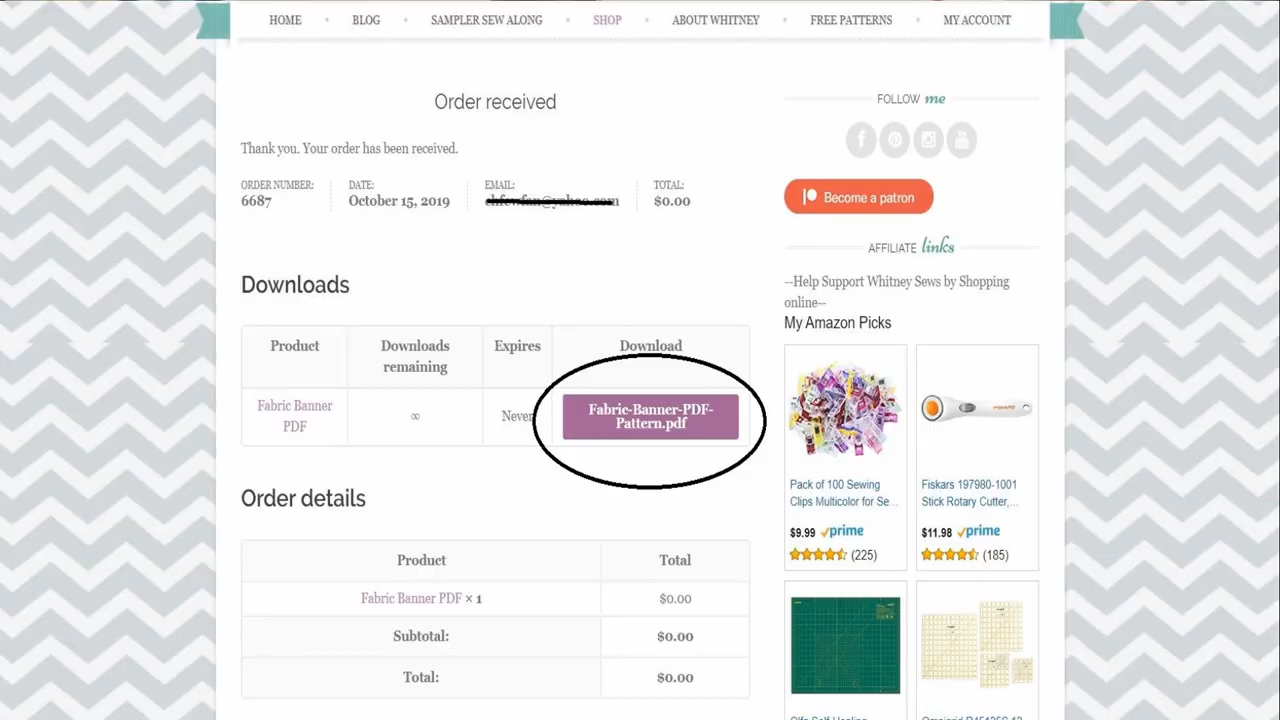 HOME BLOG SAMPLER SEW ALONG SHOP ABOUT WHITNEY FREE PATTERNS MY ACCOUNT
Order received
Thank you. Your order has been received.
ORDER NUMBER: DATE: EMAIL: TOTAL:
6687 October 15, 2019 $0.00
Downloads
Product Downloads remaining Expires Download
Fabric Banner PDF ∞ Never Fabric-Banner-PDF-Pattern.pdf
Order details
Product Total
Fabric Banner PDF × 1 $0.00
Subtotal: $0.00
Total: $0.00
FOLLOW me
Become a patron
AFFILIATE links
--Help Support Whitney Sews by Shopping
online--
My Amazon Picks
Pack of 100 Sewing
Clips Multicolor for Se...
$9.99 prime
(225)
Fiskars 197980-1001
Stick Rotary Cutter,...
$11.98 prime
(185)